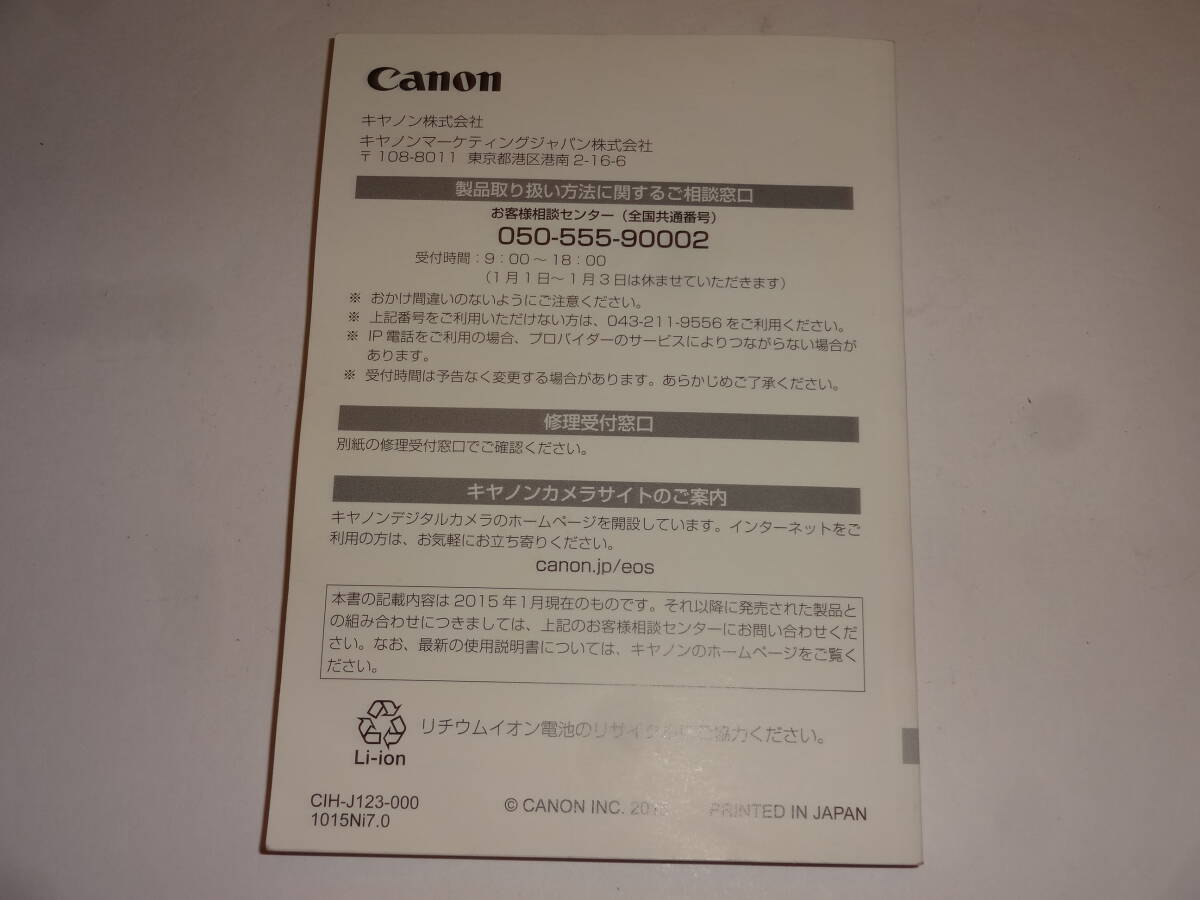 Canon
キヤノン株式会社
キヤノンマーケティングジャパン株式会社
〒108-8011 東京都港区港南2-16-6
製品取り扱い方法に関するご相談窓口
お客様相談センター（全国共通番号）
050-555-90002
受付時間：9：00～18：00
（1月1日～1月3日は休ませていただきます）
※ おかけ間違いのないようにご注意ください。
※ 上記番号をご利用いただけない方は、043-211-9556をご利用ください。
※ IP電話をご利用の場合、プロバイダーのサービスによりつながらない場合が
あります。
※ 受付時間は予告なく変更する場合があります。あらかじめご了承ください。
修理受付窓口
別紙の修理受付窓口でご確認ください。
キヤノンカメラサイトのご案内
キヤノンデジタルカメラのホームページを開設しています。インターネットをご
利用の方は、お気軽にお立ち寄りください。
canon.jp/eos
本書の記載内容は2015年1月現在のものです。それ以降に発売された製品と
の組み合わせにつきましては、上記のお客様相談センターにお問い合わせくだ
さい。なお、最新の使用説明書については、キヤノンのホームページをご覧く
ださい。
リチウムイオン電池のリサイクルにご協力ください。
Li-ion
CIH-J123-000 © CANON INC. PRINTED IN JAPAN
1015Ni7.0